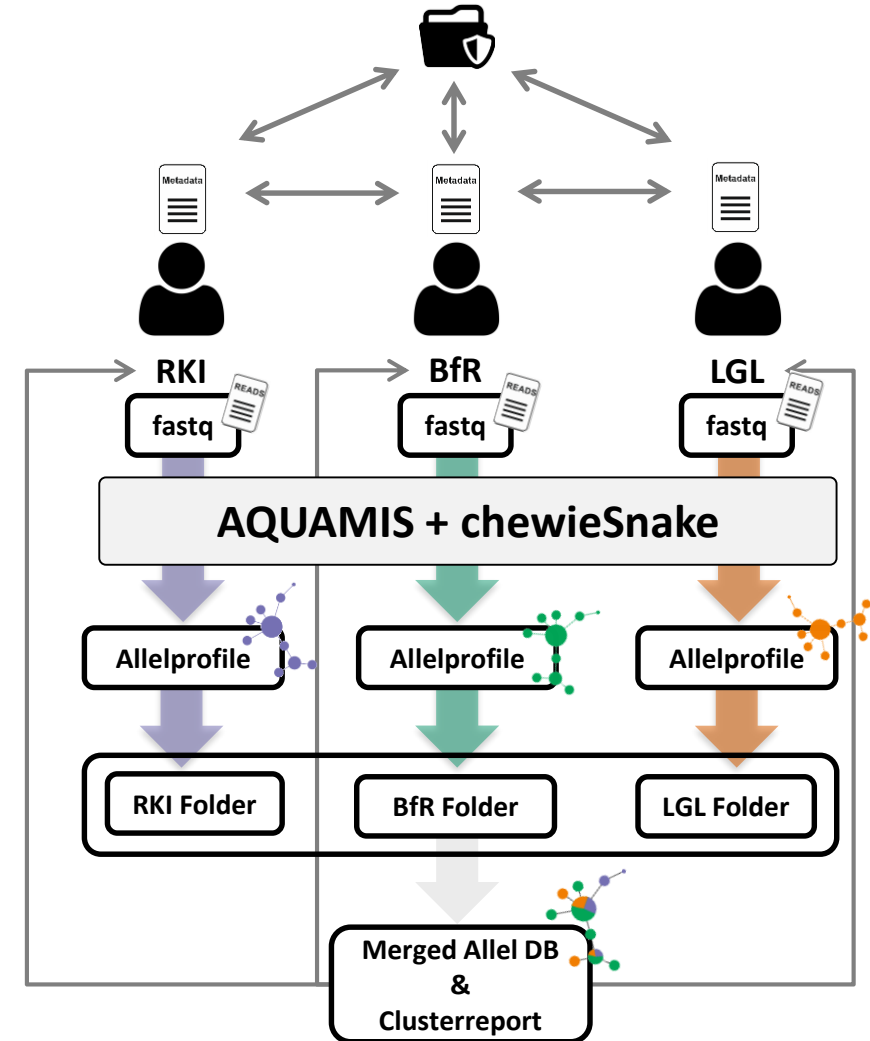 Metadata
Metadata
Metadata
RKI
BfR
LGL
READS
READS
READS
fastq
fastq
fastq
AQUAMIS + chewieSnake
Allelprofile
Allelprofile
Allelprofile
RKI Folder
BfR Folder
LGL Folder
Merged Allel DB
&
Clusterreport